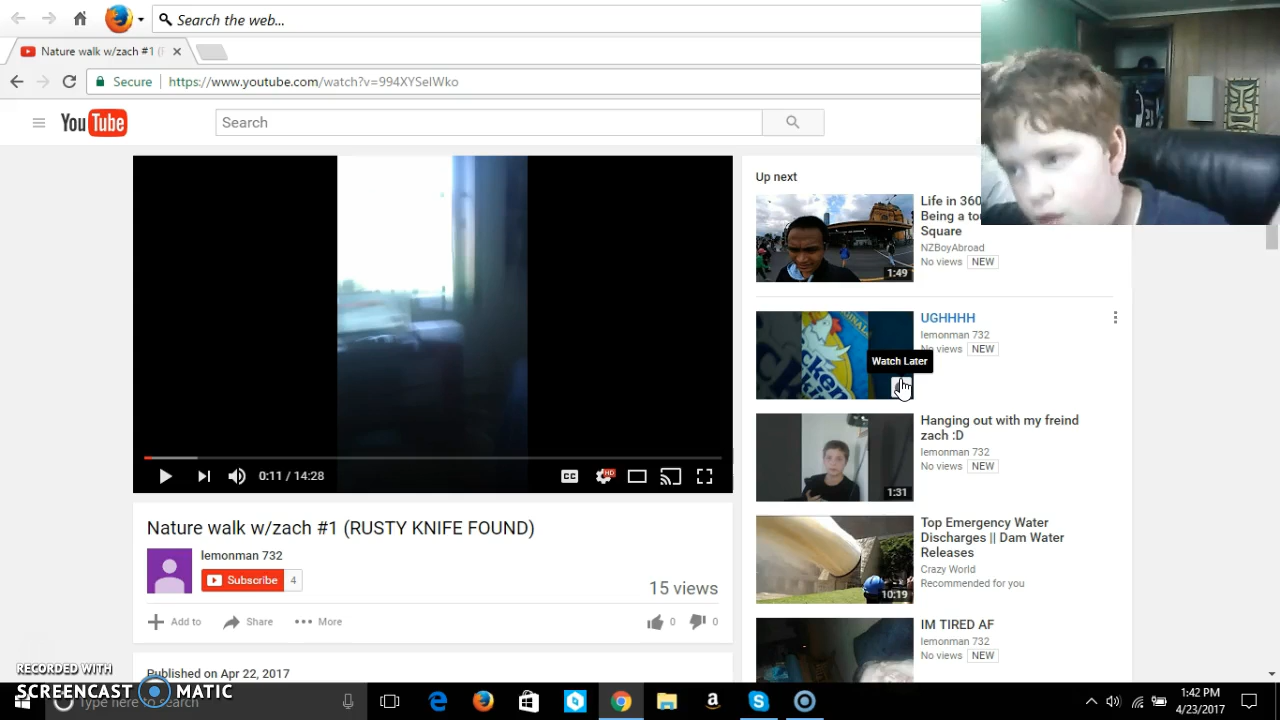 Search the web...
Nature walk w/zach #1
Secure https://www.youtube.com/watch?v=994XYSelWko
YouTube
Search
Up next
Life in 360
Being a
Square
NZBoyAbroad
No views NEW
1:49
UGHHHH
lemonman 732
No views NEW
Watch Later
Hanging out with my freind
zach :D
lemonman 732
No views NEW
1:31
0:11 / 14:28
CC
HD
Nature walk w/zach #1 (RUSTY KNIFE FOUND)
lemonman 732
Subscribe 4
15 views
Add to Share More 0 0
Published on Apr 22, 2017
Top Emergency Water
Discharges || Dam Water
Releases
Crazy World
Recommended for you
10:19
IM TIRED AF
lemonman 732
No views NEW
RECORDED WITH
SCREENCAST MATIC
Type here to search
1:42 PM
4/23/2017